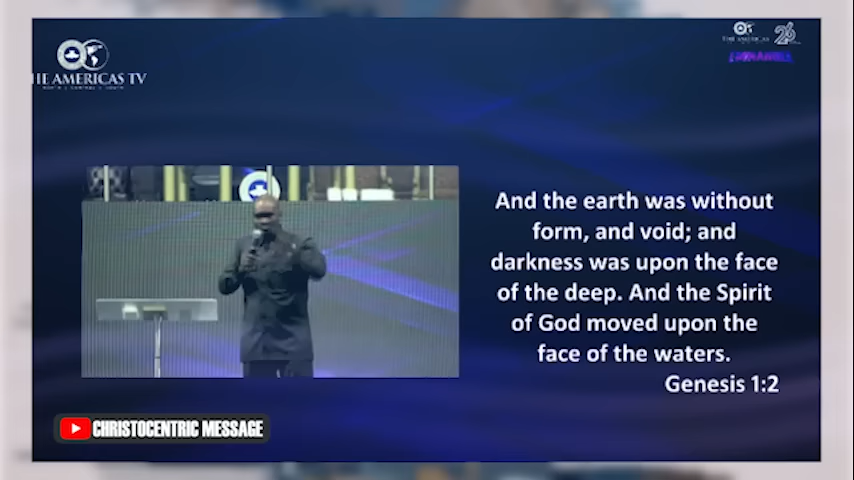 THE AMERICAS TV
And the earth was without
form, and void; and
darkness was upon the face
of the deep. And the Spirit
of God moved upon the
face of the waters.
Genesis 1:2
CHRISTOCENTRIC MESSAGE